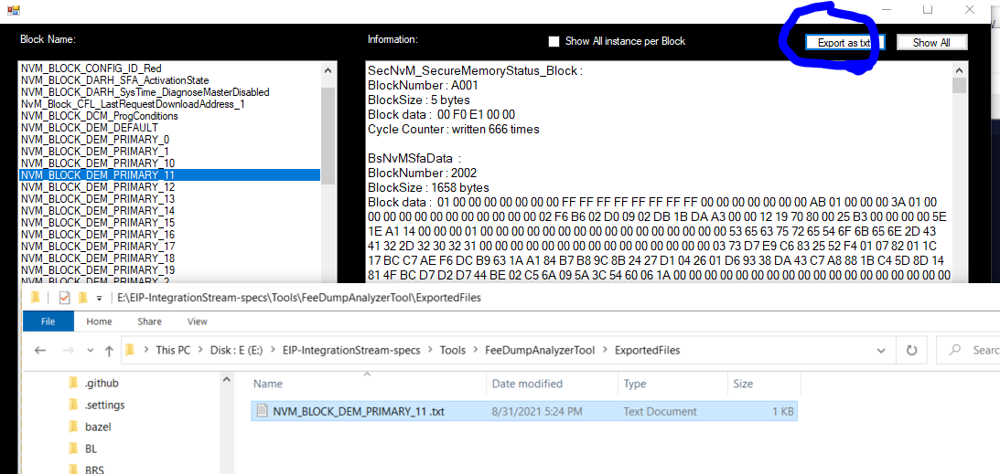 Block Name:
Information:
Show All instance per Block
Export as txt
Show All
NVM_BLOCK_CONFIG_ID_Red
NVM_BLOCK_DARH_SFA_ActivationState
NVM_BLOCK_DARH_SysTime_DiagnoseMasterDisabled
NvM_Block_CFL_LastRequestDownloadAddress_1
NVM_BLOCK_DCM_ProgConditions
NVM_BLOCK_DEM_DEFAULT
NVM_BLOCK_DEM_PRIMARY_0
NVM_BLOCK_DEM_PRIMARY_1
NVM_BLOCK_DEM_PRIMARY_10
NVM_BLOCK_DEM_PRIMARY_11
NVM_BLOCK_DEM_PRIMARY_12
NVM_BLOCK_DEM_PRIMARY_13
NVM_BLOCK_DEM_PRIMARY_14
NVM_BLOCK_DEM_PRIMARY_15
NVM_BLOCK_DEM_PRIMARY_16
NVM_BLOCK_DEM_PRIMARY_17
NVM_BLOCK_DEM_PRIMARY_18
NVM_BLOCK_DEM_PRIMARY_19
NVM_BLOCK_DEM_PRIMARY_2
SecNvM_SecureMemoryStatus_Block :
BlockNumber : A001
BlockSize : 5 bytes
Block data : 00 F0 E1 00 00
Cycle Counter : written 666 times
BsNvMSfaData :
BlockNumber : 2002
BlockSize : 1658 bytes
Block data : 01 00 00 00 00 00 00 00 FF FF FF FF FF FF FF FF 00 00 00 00 00 00 00 AB 01 00 00 00 3A 01 00
00 00 00 00 00 00 00 00 00 00 00 02 F6 B6 02 D0 09 02 DB 1B DA A3 00 00 12 19 70 80 00 25 B3 00 00 00 00 5E
1E A1 14 00 00 00 01 00 00 00 00 00 00 00 00 00 00 00 00 00 00 00 53 65 63 75 72 65 54 6F 6B 65 6E 2D 43
41 32 2D 32 30 32 31 00 00 00 00 00 00 00 00 00 00 00 00 00 00 00 00 03 73 D7 E9 C6 83 25 52 F4 01 07 82 01 1C
17 BC C7 AE F6 DC B9 63 1A A1 84 B7 B8 9C 8B 24 27 D1 04 26 01 D6 93 38 DA 43 C7 A8 88 1B C4 5D 8D 14
81 4F BC D7 D2 D7 44 BE 02 C5 6A 09 5A 3C 54 60 06 1A 00 00 00 00 00 00 00 00 00 00 00 00 00 00 00 00 00
E:\EIP-IntegrationStream-specs\Tools\FeeDumpAnalyzerTool\ExportedFiles
File
Home
Share
View
This PC > Disk : E (E:) > EIP-IntegrationStream-specs > Tools > FeeDumpAnalyzerTool > ExportedFiles
.github
.settings
bazel
BL
BRS
Name
Date modified
Type
Size
NVM_BLOCK_DEM_PRIMARY_11 .txt
8/31/2021 5:24 PM
Text Document
1 KB